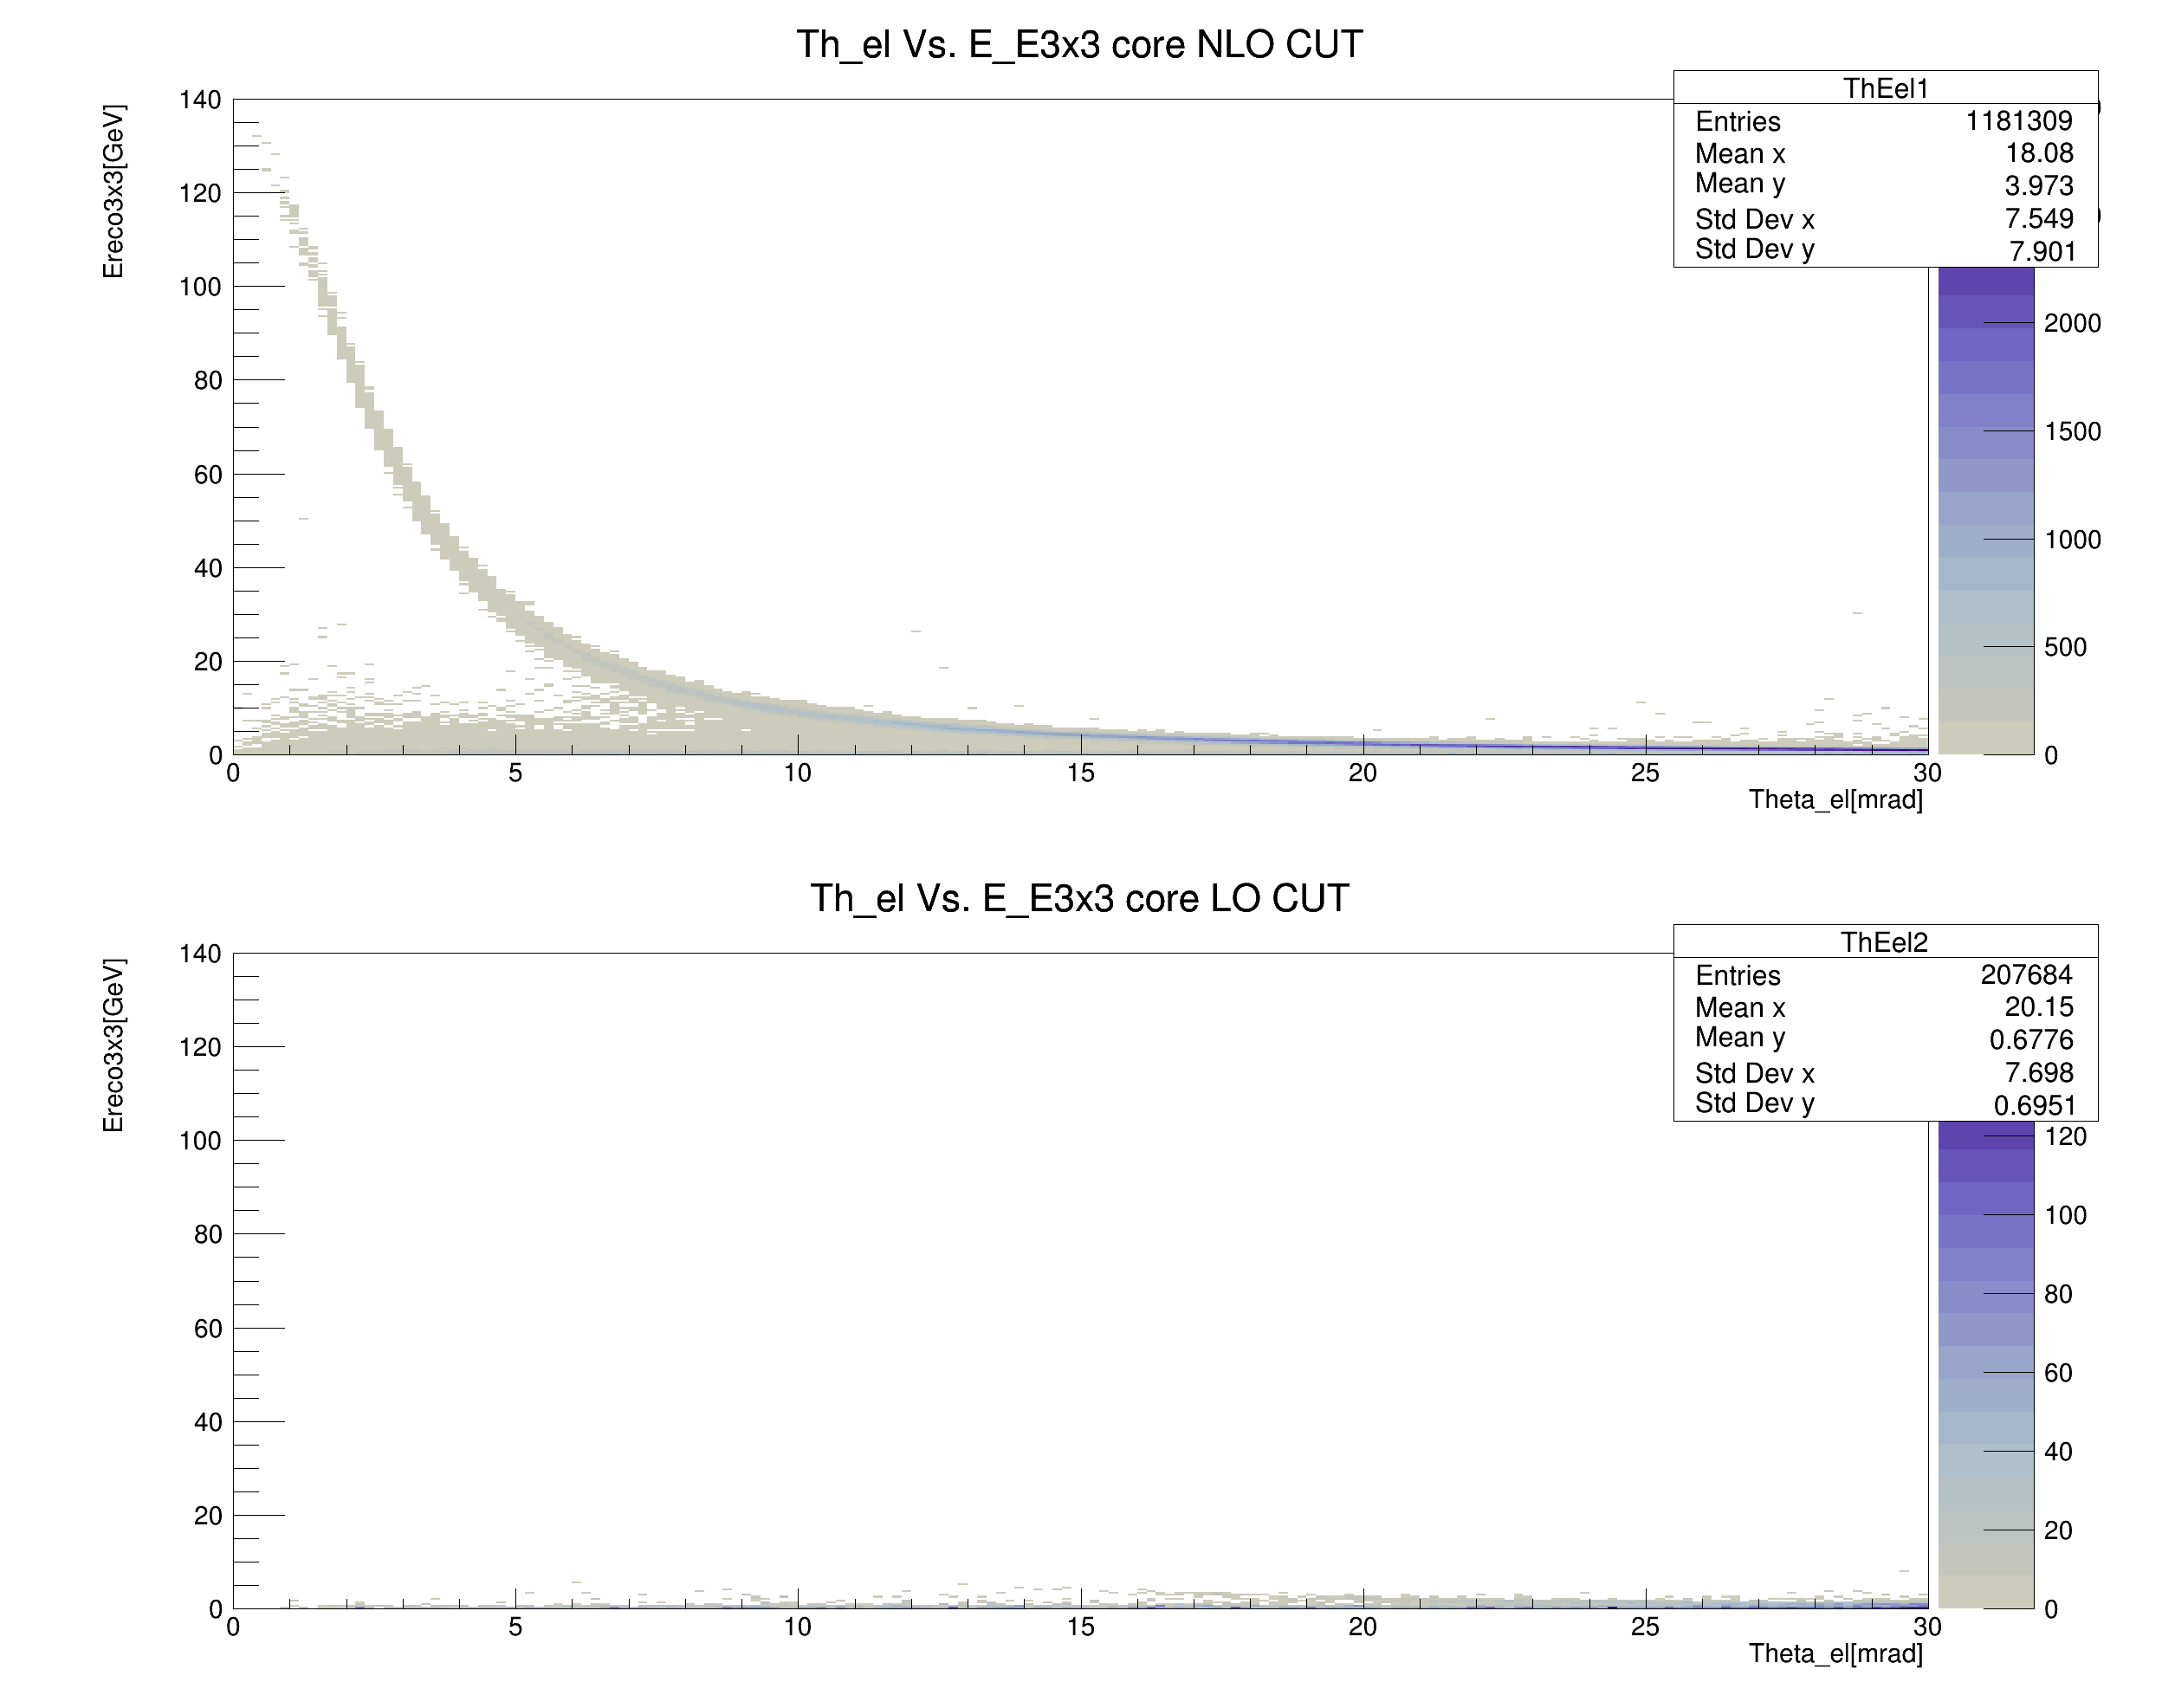 Th_el Vs. E_E3x3 core NLO CUT
ThEel1
Entries 1181309
Mean x 18.08
Mean y 3.973
Std Dev x 7.549
Std Dev y 7.901
Ereco3x3[GeV]
140
120
100
80
60
40
20
0
0 5 10 15 20 25 30
Theta_el[mrad]
2000
1500
1000
500
0
Th_el Vs. E_E3x3 core LO CUT
ThEel2
Entries 207684
Mean x 20.15
Mean y 0.6776
Std Dev x 7.698
Std Dev y 0.6951
Ereco3x3[GeV]
140
120
100
80
60
40
20
0
0 5 10 15 20 25 30
Theta_el[mrad]
120
100
80
60
40
20
0